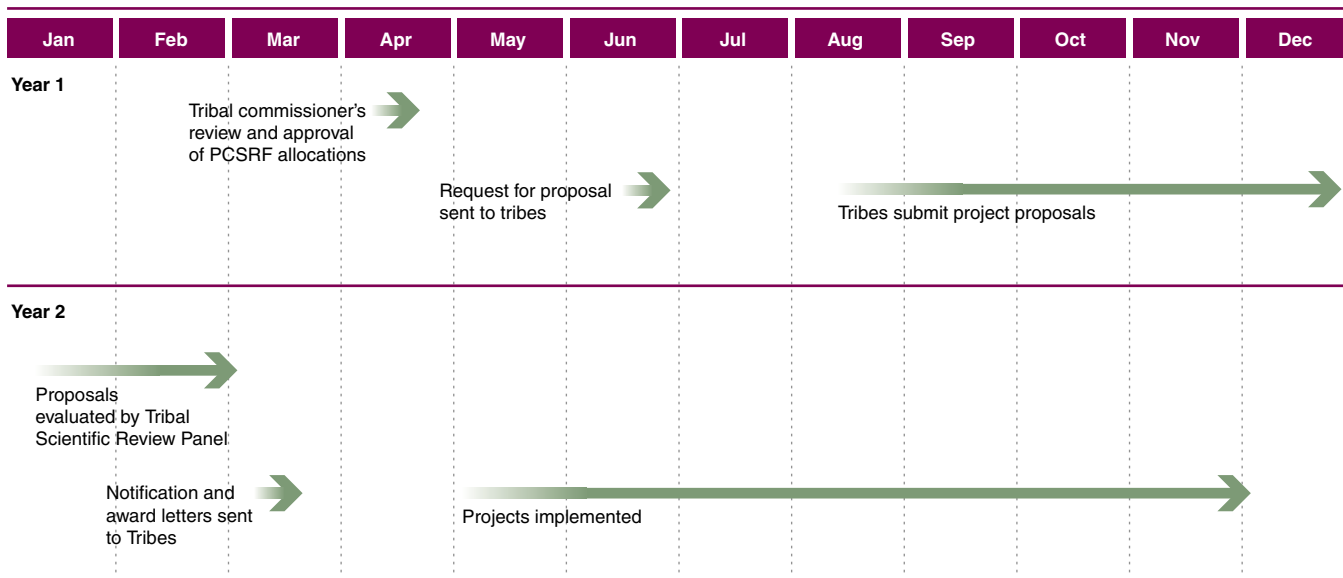 Jan Feb Mar Apr May Jun Jul Aug Sep Oct Nov Dec
Year 1
Tribal commissioner's
review and approval
of PCSRF allocations
Request for proposal
sent to tribes
Tribes submit project proposals
Year 2
Proposals
evaluated by Tribal
Scientific Review Panel
Notification and
award letters sent
to Tribes
Projects implemented